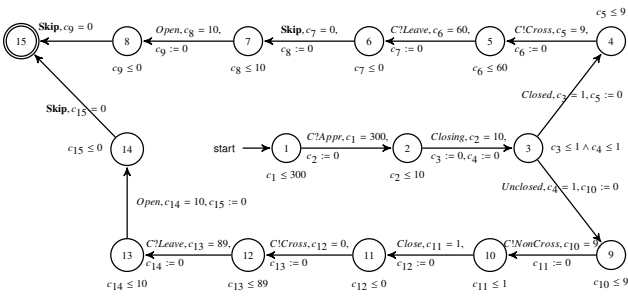 c5 ≤ 9
15
Skip, c9 = 0
8
Open, c8 = 10,
c9 := 0
7
Skip, c7 = 0,
c8 := 0
6
C?Leave, c6 = 60,
c7 := 0
5
C!Cross, c5 = 9,
c6 := 0
4
c9 ≤ 0
c8 ≤ 10
c7 ≤ 0
c6 ≤ 60
Closed, c3 = 1, c5 := 0
Skip, c15 = 0
c15 ≤ 0
14
start
1
C?Appr, c1 = 300,
c2 := 0
2
Closing, c2 = 10,
c3 := 0, c4 := 0
3
c3 ≤ 1 ∧ c4 ≤ 1
c1 ≤ 300
c2 ≤ 10
Unclosed, c4 = 1, c10 := 0
Open, c14 = 10, c15 := 0
13
C?Leave, c13 = 89,
c14 := 0
12
C!Cross, c12 = 0,
c13 := 0
11
Close, c11 = 1,
c12 := 0
10
C!NonCross, c10 = 9,
c11 := 0
9
c14 ≤ 10
c13 ≤ 89
c12 ≤ 0
c11 ≤ 1
c10 ≤ 9